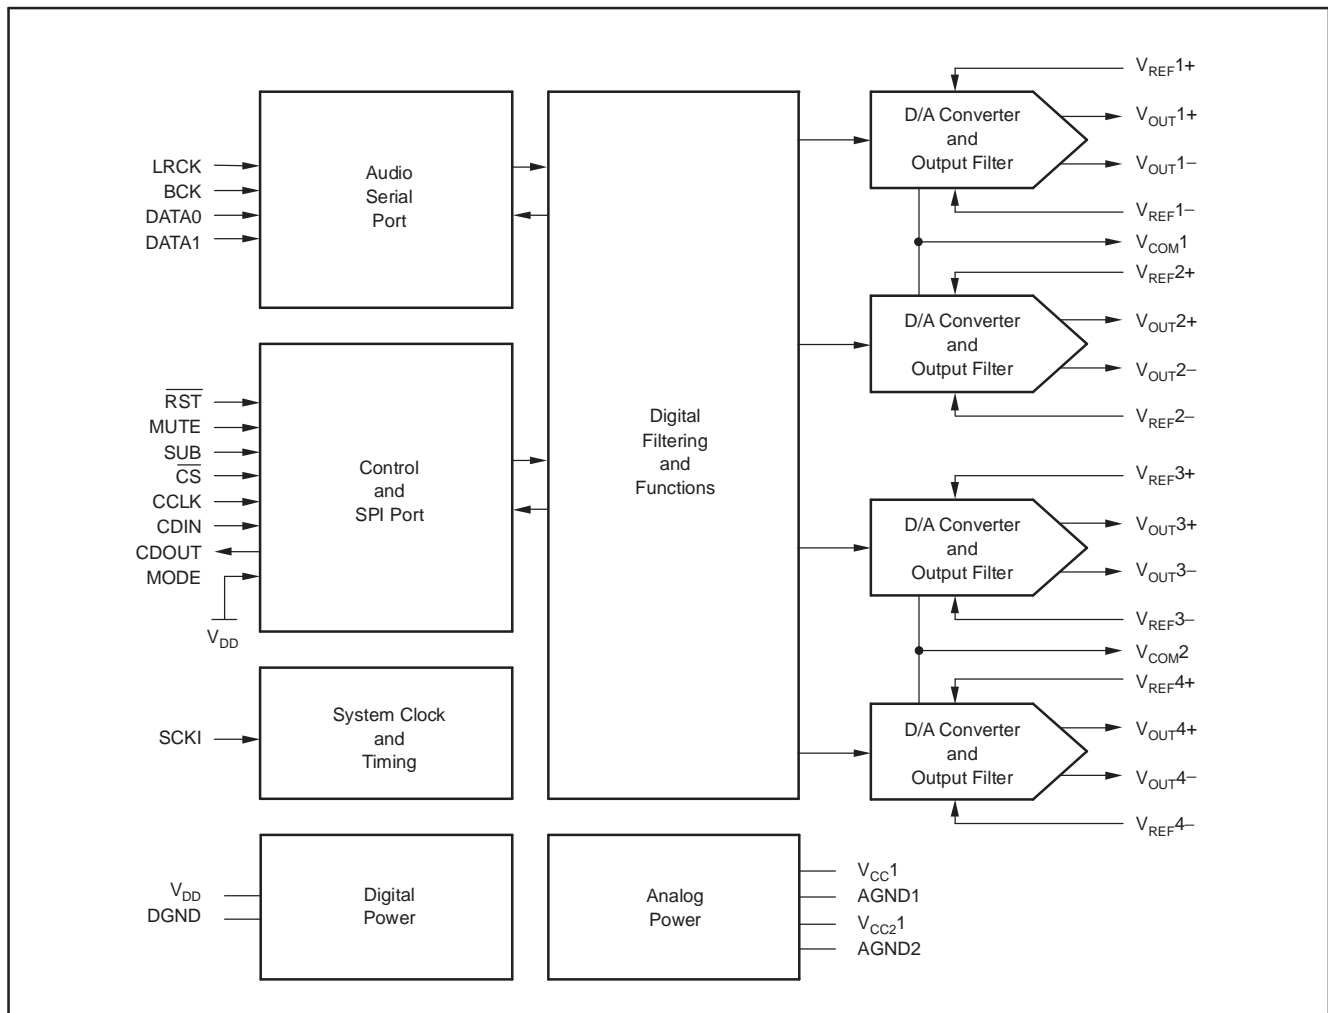 LRCK
BCK
DATA0
DATA1
Audio
Serial
Port
RST
MUTE
SUB
CS
CCLK
CDIN
CDOUT
MODE
VDD
Control
and
SPI Port
SCKI
System Clock
and
Timing
VDD
DGND
Digital
Power
Digital
Filtering
and
Functions
Analog
Power
VCC1
AGND1
VCC21
AGND2
D/A Converter
and
Output Filter
VREF1+
VOUT1+
VOUT1–
VREF1–
VCOM1
D/A Converter
and
Output Filter
VREF2+
VOUT2+
VOUT2–
VREF2–
D/A Converter
and
Output Filter
VREF3+
VOUT3+
VOUT3–
VREF3–
VCOM2
D/A Converter
and
Output Filter
VREF4+
VOUT4+
VOUT4–
VREF4–